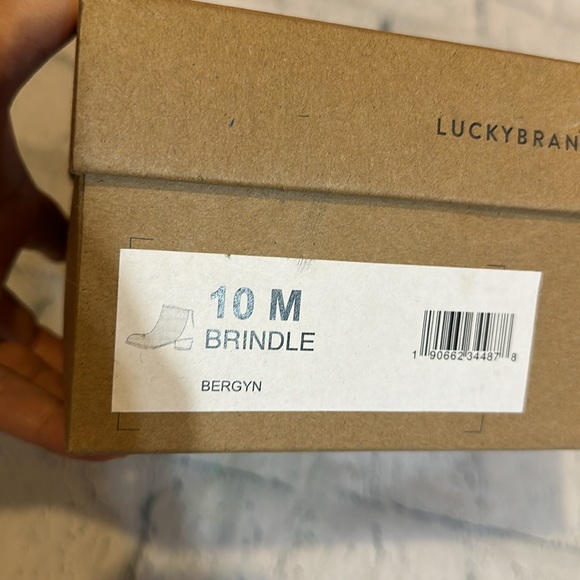 LUCKYBRAN
10 M
BRINDLE
BERGYN
1 90662 34487 8